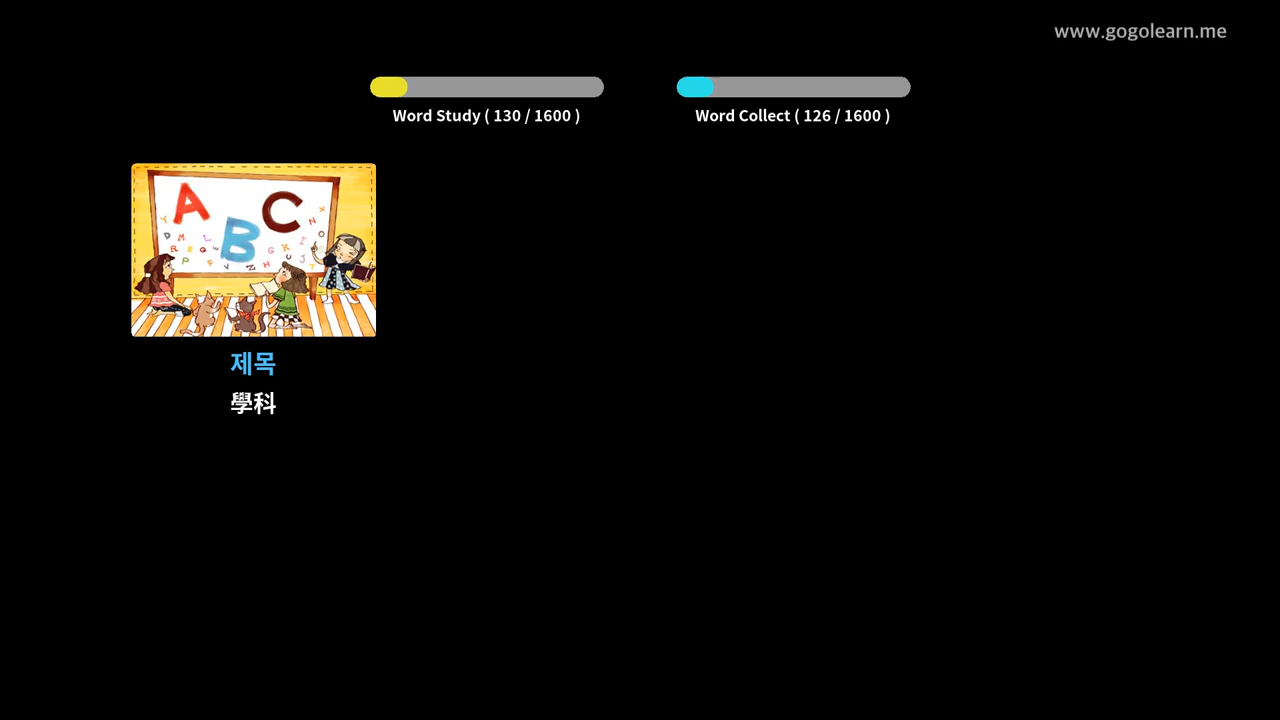 www.gogolearn.me
Word Study ( 130 / 1600 )
Word Collect ( 126 / 1600 )
A B C
제목
學科